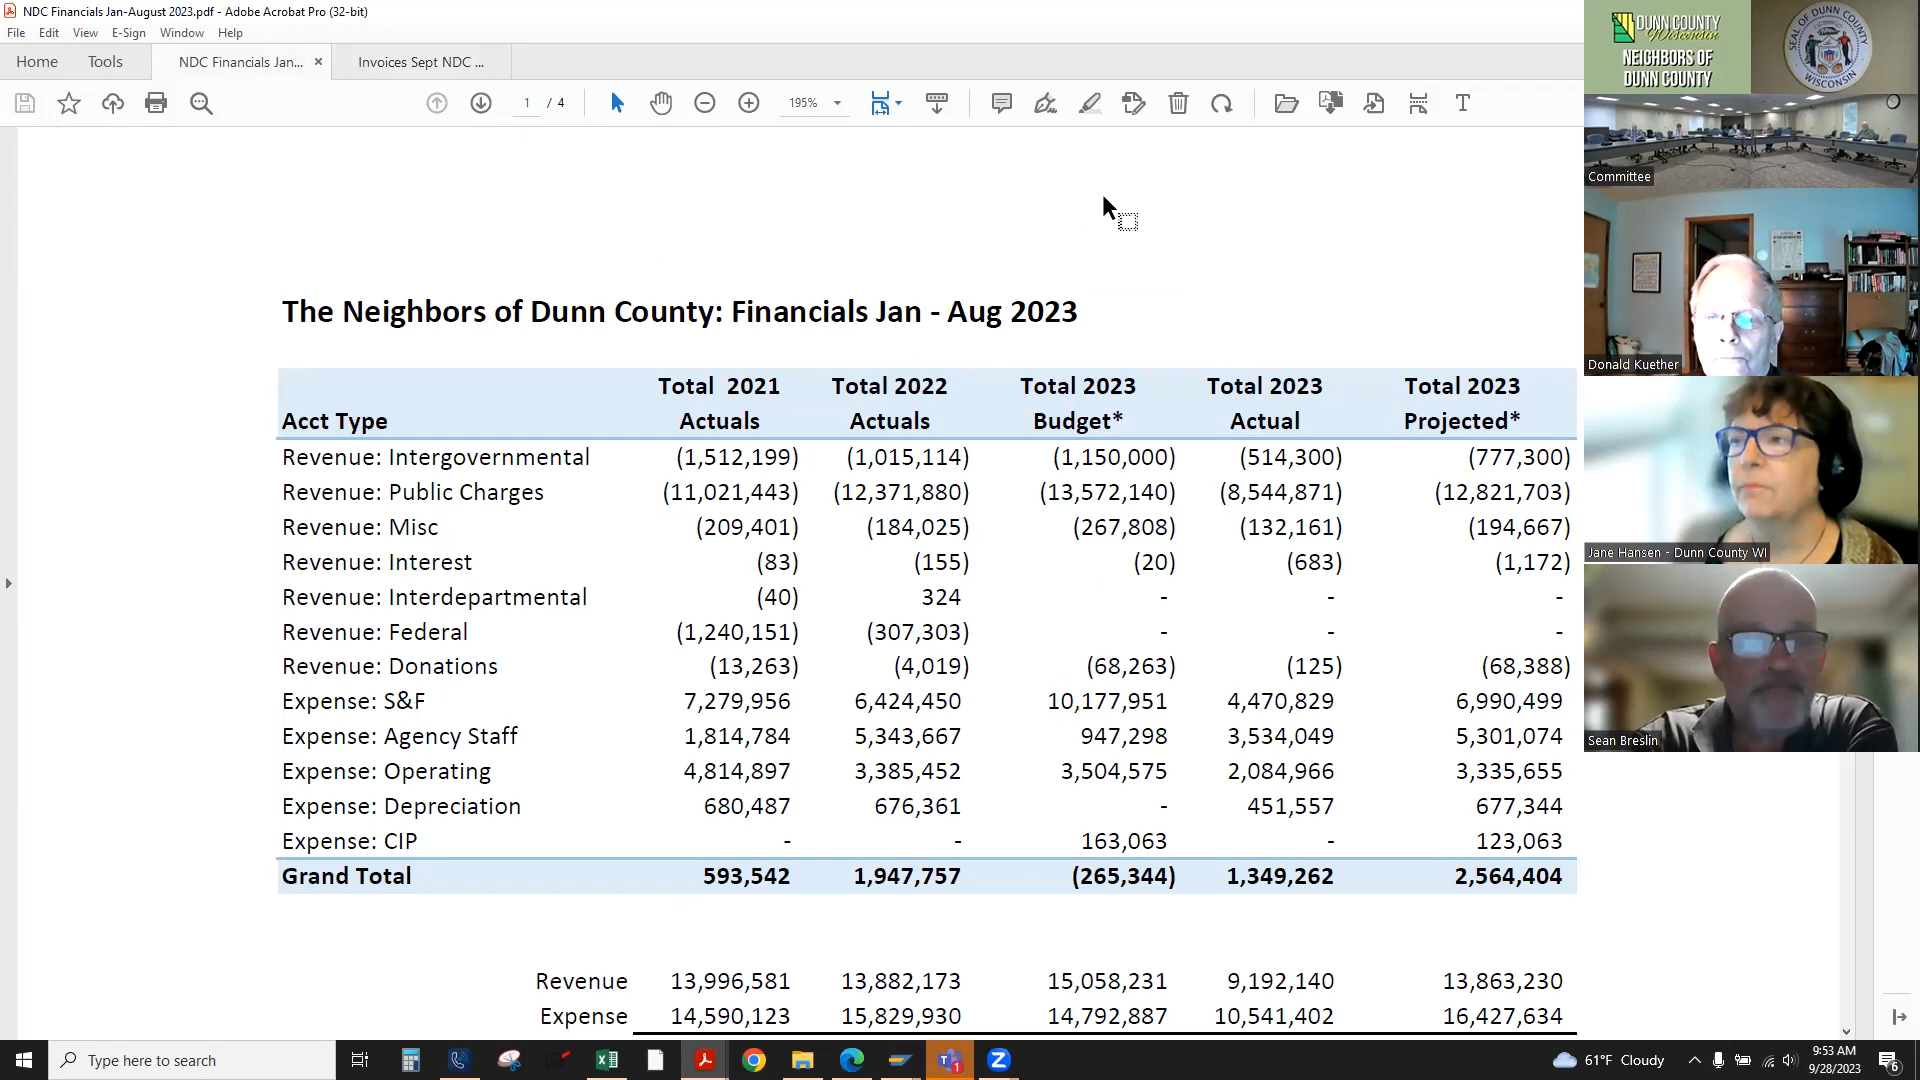 NDC Financials Jan-August 2023.pdf - Adobe Acrobat Pro (32-bit)
File Edit View E-Sign Window Help
Home Tools NDC Financials Jan... × Invoices Sept NDC ...
1 / 4 195%
The Neighbors of Dunn County: Financials Jan - Aug 2023
Total 2021 Total 2022 Total 2023 Total 2023 Total 2023
Acct Type Actuals Actuals Budget* Actual Projected*
Revenue: Intergovernmental (1,512,199) (1,015,114) (1,150,000) (514,300) (777,300)
Revenue: Public Charges (11,021,443) (12,371,880) (13,572,140) (8,544,871) (12,821,703)
Revenue: Misc (209,401) (184,025) (267,808) (132,161) (194,667)
Revenue: Interest (83) (155) (20) (683) (1,172)
Revenue: Interdepartmental (40) 324 - - -
Revenue: Federal (1,240,151) (307,303) - - -
Revenue: Donations (13,263) (4,019) (68,263) (125) (68,388)
Expense: S&F 7,279,956 6,424,450 10,177,951 4,470,829 6,990,499
Expense: Agency Staff 1,814,784 5,343,667 947,298 3,534,049 5,301,074
Expense: Operating 4,814,897 3,385,452 3,504,575 2,084,966 3,335,655
Expense: Depreciation 680,487 676,361 - 451,557 677,344
Expense: CIP - - 163,063 - 123,063
Grand Total 593,542 1,947,757 (265,344) 1,349,262 2,564,404
Revenue 13,996,581 13,882,173 15,058,231 9,192,140 13,863,230
Expense 14,590,123 15,829,930 14,792,887 10,541,402 16,427,634
DUNN COUNTY
Wisconsin
NEIGHBORS OF
DUNN COUNTY
SEAL OF DUNN COUNTY
WISCONSIN
Committee
Donald Kuether
Jane Hansen - Dunn County WI
Sean Breslin
Type here to search
61°F Cloudy
9:53 AM
9/28/2023
6
1